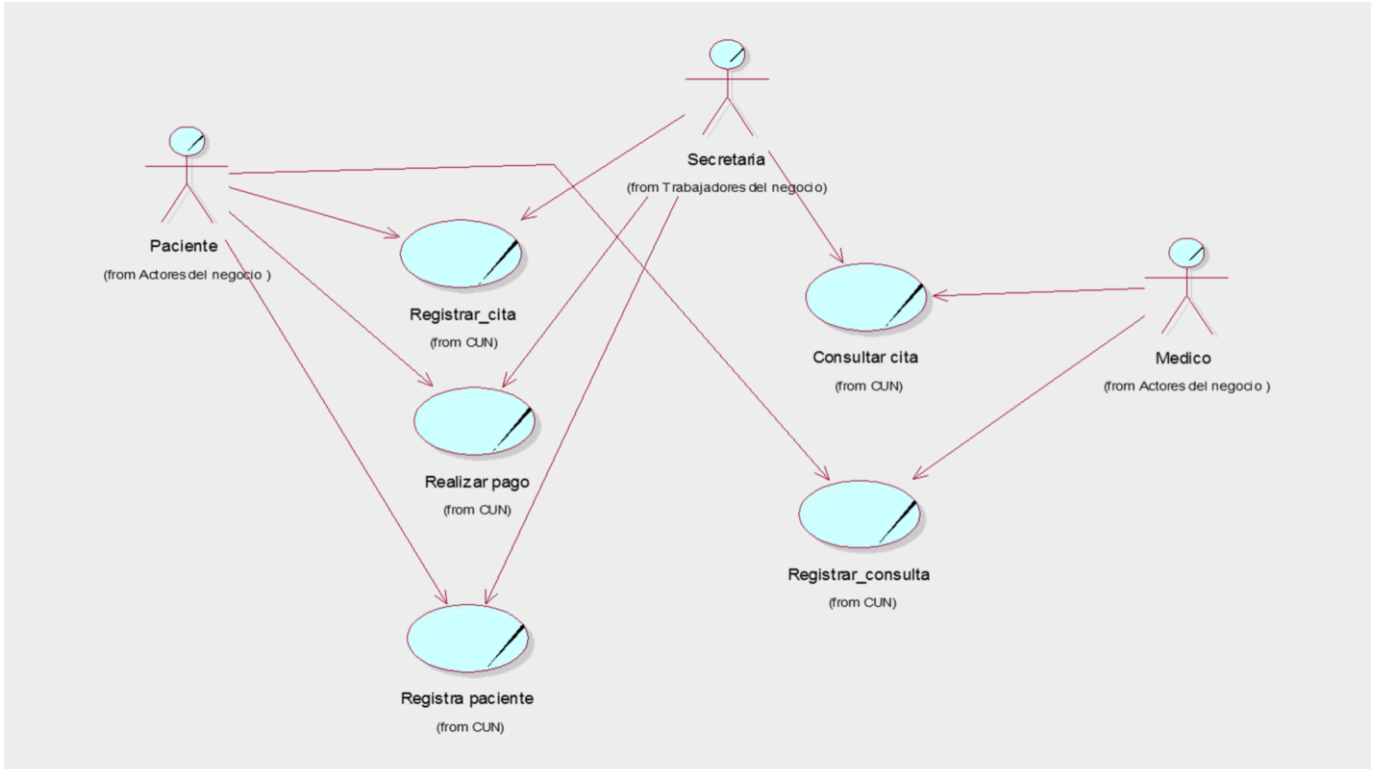 Secretaria
(from Trabajadores del negocio)
Paciente
(from Actores del negocio )
Registrar_cita
(from CUN)
Consultar cita
(from CUN)
Medico
(from Actores del negocio )
Realizar pago
(from CUN)
Registrar_consulta
(from CUN)
Registra paciente
(from CUN)